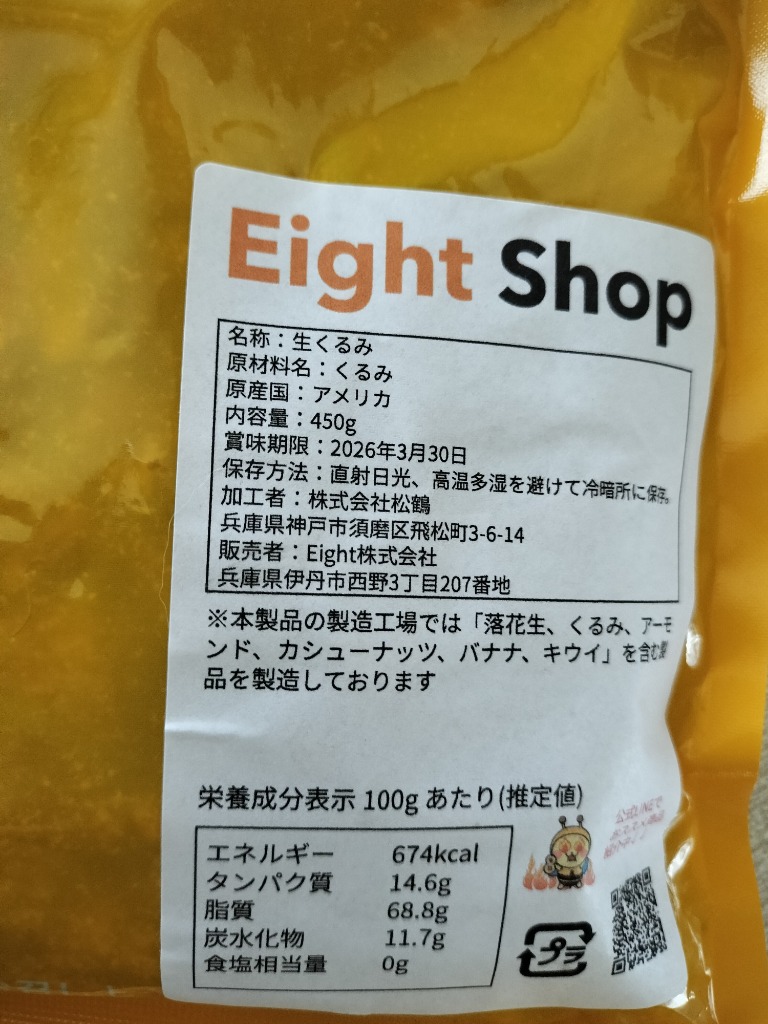 Eight Shop
名称：生くるみ
原材料名：くるみ
原産国：アメリカ
内容量：450g
賞味期限：2026年3月30日
保存方法：直射日光、高温多湿を避けて冷暗所に保存。
加工者：株式会社松鶴
兵庫県神戸市須磨区飛松町3-6-14
販売者：Eight株式会社
兵庫県伊丹市西野3丁目207番地
※本製品の製造工場では「落花生、くるみ、アーモ
ンド、カシューナッツ、バナナ、キウイ」を含む製
品を製造しております
栄養成分表示 100g あたり(推定値)
エネルギー 674kcal
タンパク質 14.6g
脂質 68.8g
炭水化物 11.7g
食塩相当量 0g
公式LINEで
プラ